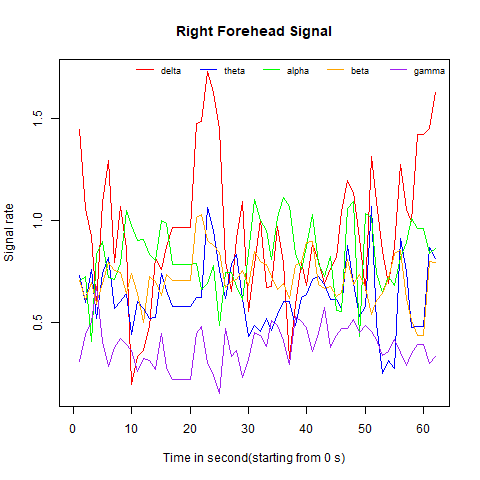 Right Forehead Signal
delta theta alpha beta gamma
1.5
1.0
0.5
Signal rate
0 10 20 30 40 50 60
Time in second(starting from 0 s)